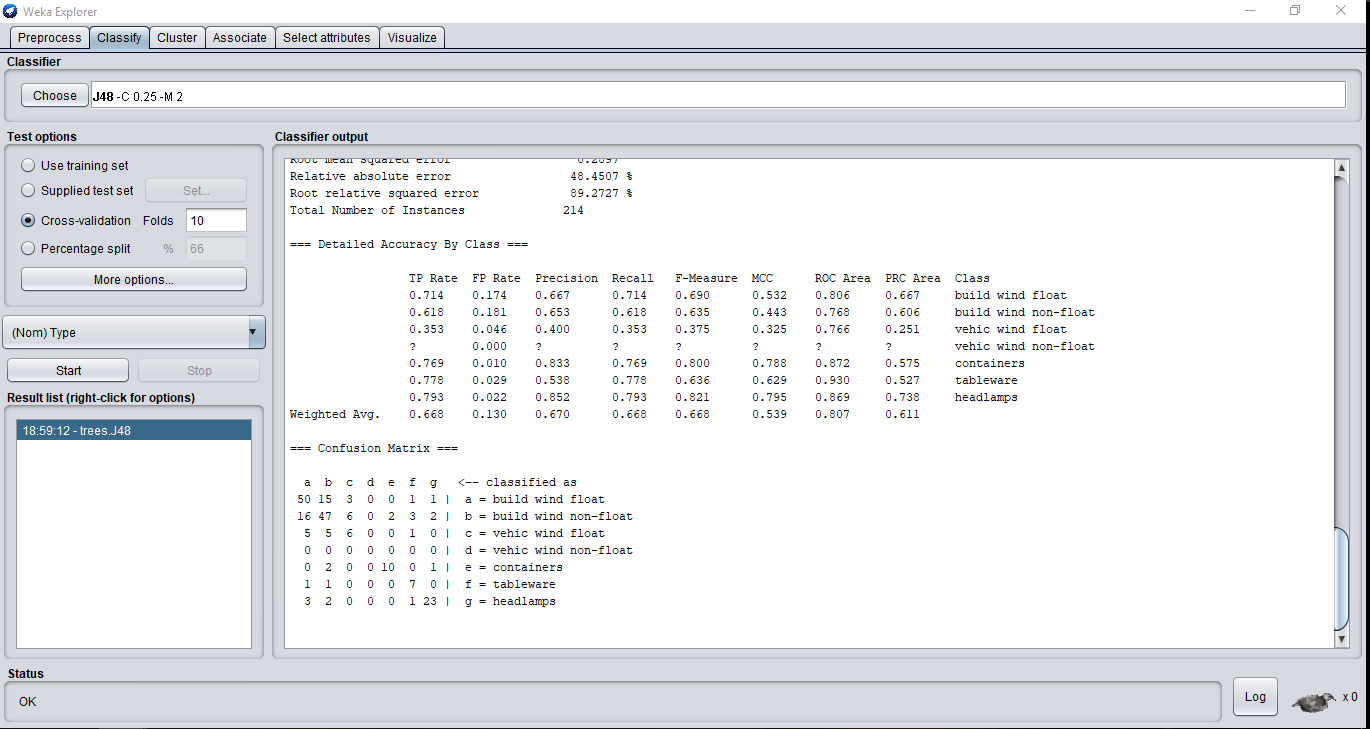 Weka Explorer
Preprocess Classify Cluster Associate Select attributes Visualize
Classifier
Choose J48 -C 0.25 -M 2
Test options
Use training set
Supplied test set Set...
Cross-validation Folds 10
Percentage split % 66
More options...
(Nom) Type
Start Stop
Result list (right-click for options)
18:59:12 - trees.J48
Classifier output
Root mean squared error 0.2897
Relative absolute error 48.4507 %
Root relative squared error 89.2727 %
Total Number of Instances 214
=== Detailed Accuracy By Class ===
TP Rate FP Rate Precision Recall F-Measure MCC ROC Area PRC Area Class
0.714 0.174 0.667 0.714 0.690 0.532 0.806 0.667 build wind float
0.618 0.181 0.653 0.618 0.635 0.443 0.768 0.606 build wind non-float
0.353 0.046 0.400 0.353 0.375 0.325 0.766 0.251 vehic wind float
? 0.000 ? ? ? ? ? ? vehic wind non-float
0.769 0.010 0.833 0.769 0.800 0.788 0.872 0.575 containers
0.778 0.029 0.538 0.778 0.636 0.629 0.930 0.527 tableware
0.793 0.022 0.852 0.793 0.821 0.795 0.869 0.738 headlamps
Weighted Avg. 0.668 0.130 0.670 0.668 0.668 0.539 0.807 0.611
=== Confusion Matrix ===
a b c d e f g <-- classified as
50 15 3 0 0 1 1 | a = build wind float
16 47 6 0 2 3 2 | b = build wind non-float
5 5 6 0 0 1 0 | c = vehic wind float
0 0 0 0 0 0 0 | d = vehic wind non-float
0 2 0 0 10 0 1 | e = containers
1 1 0 0 0 7 0 | f = tableware
3 2 0 0 0 1 23 | g = headlamps
Status
OK
Log
x 0